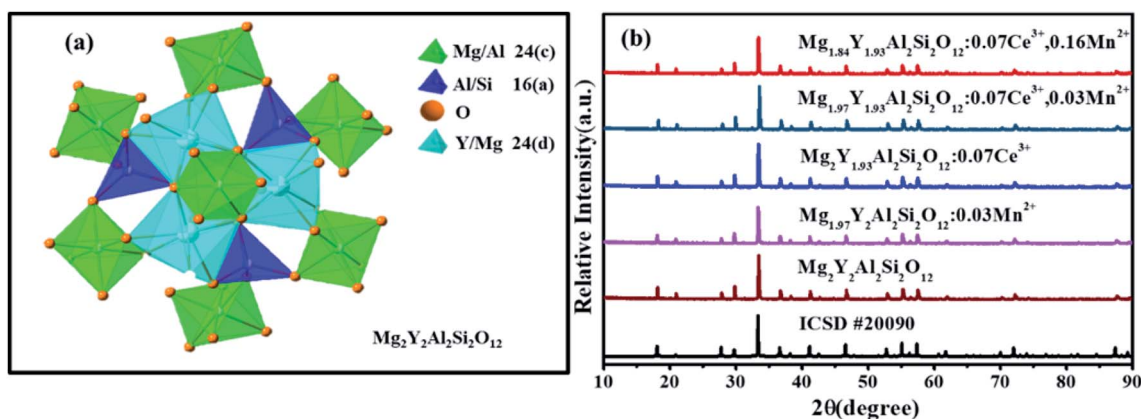 (a)
Mg/Al 24(c)
Al/Si 16(a)
O
Y/Mg 24(d)
Mg₂Y₂Al₂Si₂O₁₂
(b)
Relative Intensity(a.u.)
Mg₁.₈₄Y₁.₉₃Al₂Si₂O₁₂:0.07Ce³⁺,0.16Mn²⁺
Mg₁.₉₇Y₁.₉₃Al₂Si₂O₁₂:0.07Ce³⁺,0.03Mn²⁺
Mg₂Y₁.₉₃Al₂Si₂O₁₂:0.07Ce³⁺
Mg₁.₉₇Y₂Al₂Si₂O₁₂:0.03Mn²⁺
Mg₂Y₂Al₂Si₂O₁₂
ICSD #20090
10 20 30 40 50 60 70 80 90
2θ(degree)